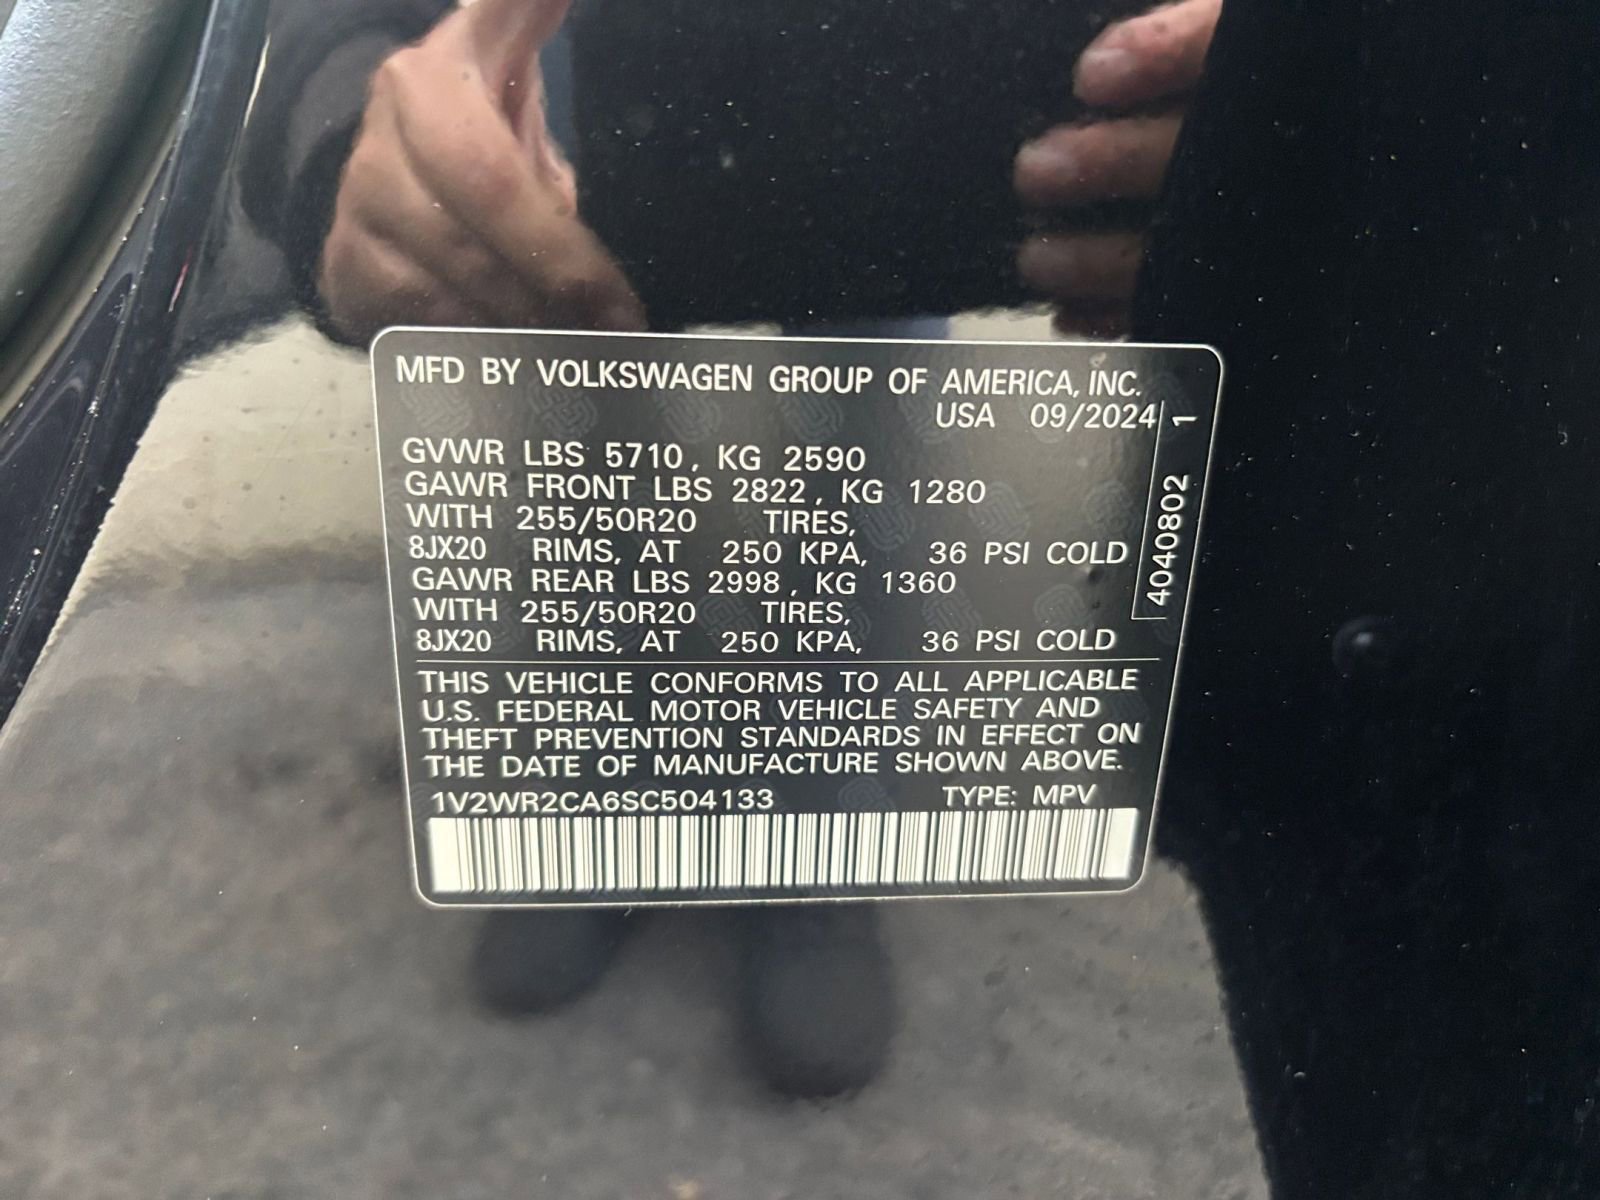 MFD BY VOLKSWAGEN GROUP OF AMERICA, INC.
USA 09/2024
GVWR LBS 5710, KG 2590
GAWR FRONT LBS 2822, KG 1280
WITH 255/50R20 TIRES,
8JX20 RIMS, AT 250 KPA, 36 PSI COLD
GAWR REAR LBS 2998, KG 1360
WITH 255/50R20 TIRES,
8JX20 RIMS, AT 250 KPA, 36 PSI COLD
4040802 1
THIS VEHICLE CONFORMS TO ALL APPLICABLE
U.S. FEDERAL MOTOR VEHICLE SAFETY AND
THEFT PREVENTION STANDARDS IN EFFECT ON
THE DATE OF MANUFACTURE SHOWN ABOVE.
1V2WR2CA6SC504133 TYPE: MPV